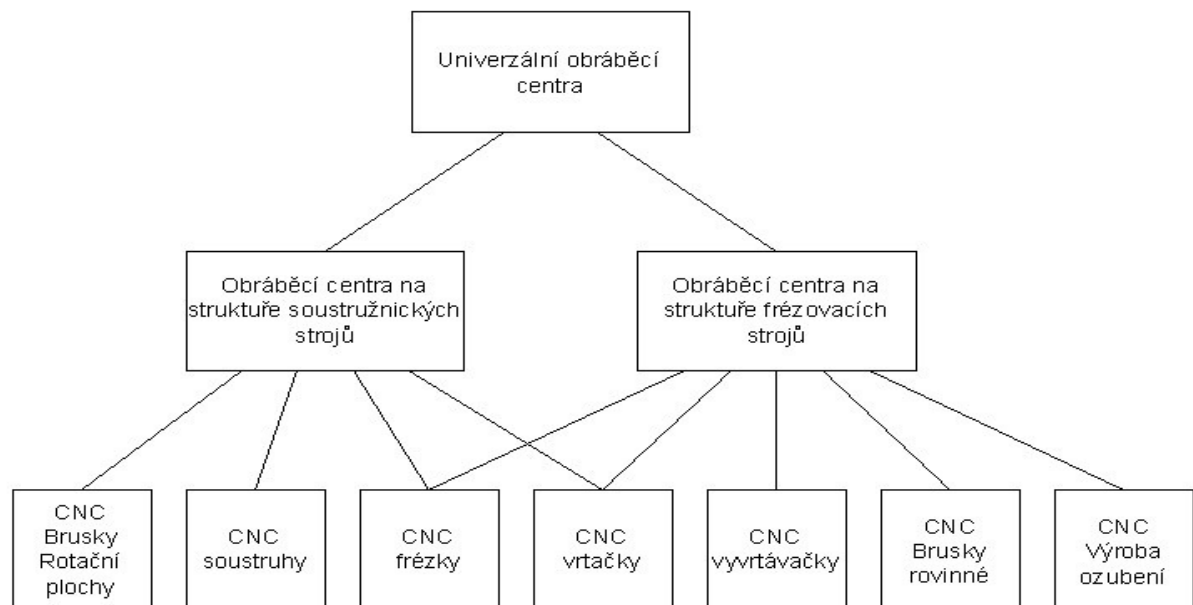 Univerzální obráběcí
centra
Obráběcí centra na
struktuře soustružnických
strojů
Obráběcí centra na
struktuře frézovacích
strojů
CNC
Brusky
Rotační
plochy
CNC
soustruhy
CNC
frézky
CNC
vrtačky
CNC
vyvrtávačky
CNC
Brusky
rovinné
CNC
Výroba
ozubení